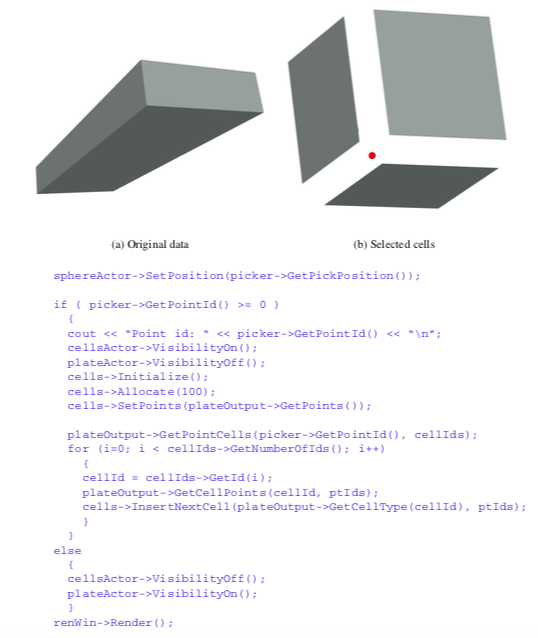 (a) Original data
(b) Selected cells
sphereActor->SetPosition(picker->GetPickPosition());
if ( picker->GetPointId() >= 0 )
{
cout << “Point id: “ << picker->GetPointId() << “\n”;
cellsActor->VisibilityOn();
plateActor->VisibilityOff();
cells->Initialize();
cells->Allocate(100);
cells->SetPoints(plateOutput->GetPoints());
plateOutput->GetPointCells(picker->GetPointId(), cellIds);
for (i=0; i < cellIds->GetNumberOfIds(); i++)
{
cellId = cellIds->GetId(i);
plateOutput->GetCellPoints(cellId, ptIds);
cells->InsertNextCell(plateOutput->GetCellType(cellId), ptIds);
}
}
else
{
cellsActor->VisibilityOff();
plateActor->VisibilityOn();
}
renWin->Render();